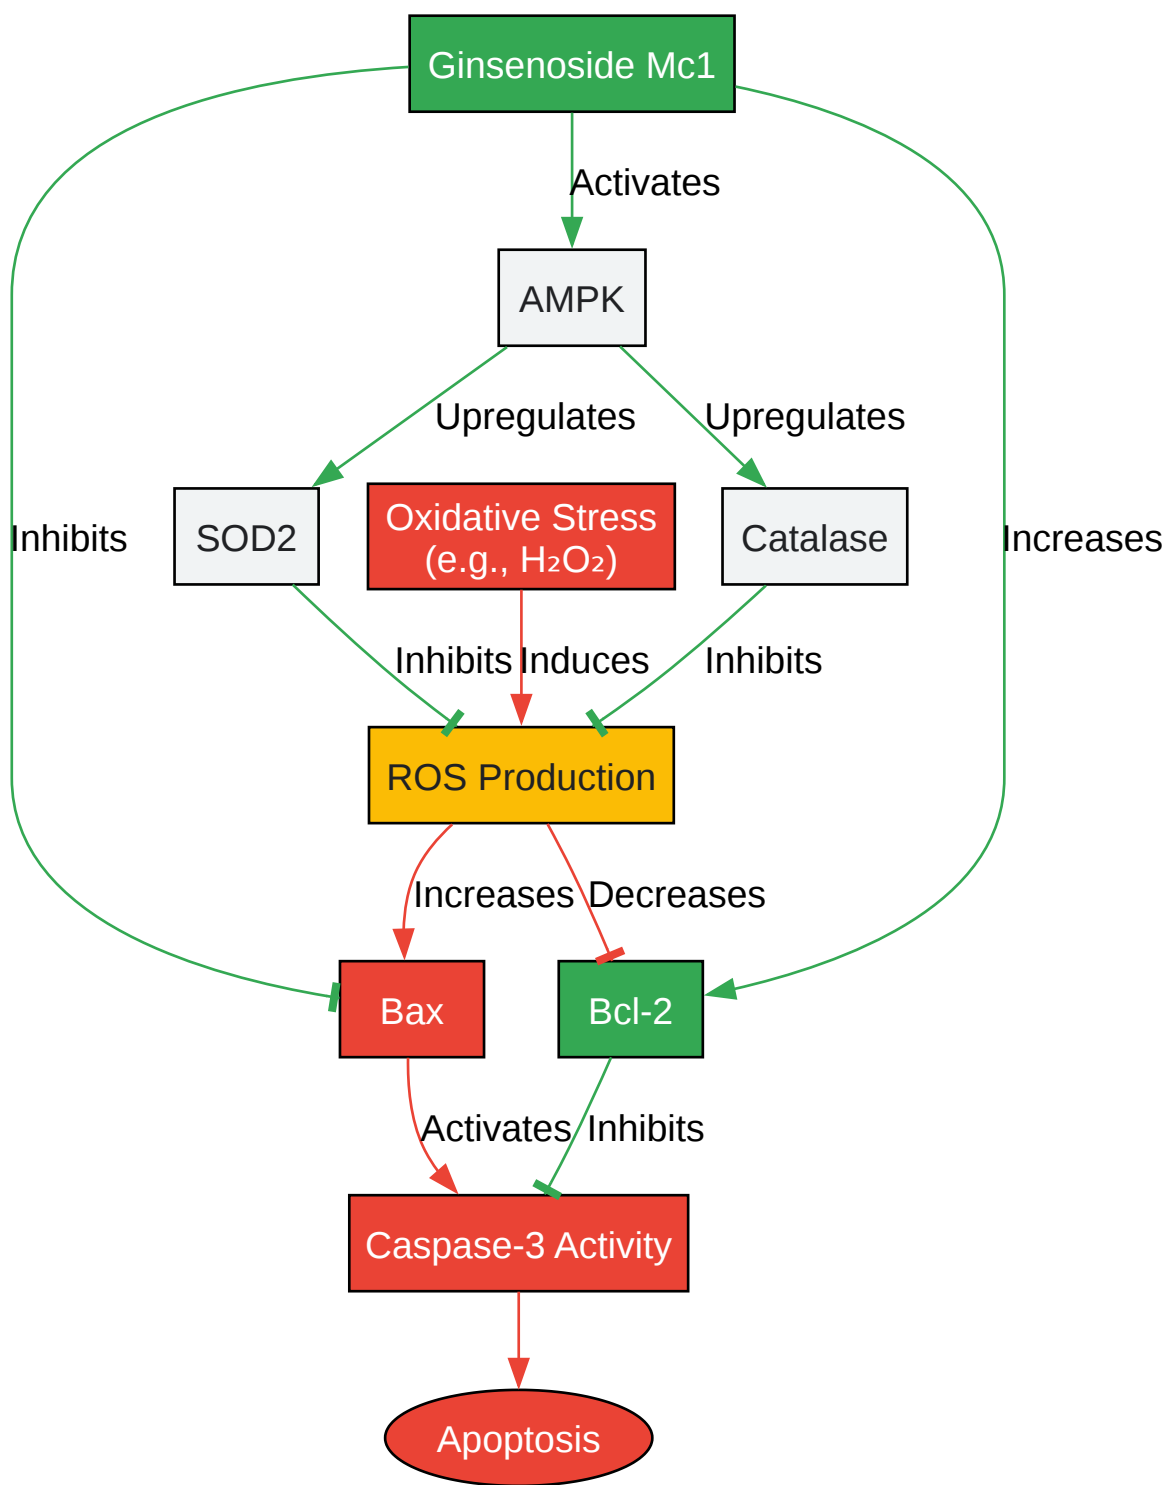 Ginsenoside Mc1
Activates
AMPK
Upregulates
Upregulates
Inhibits
SOD2
Oxidative Stress
(e.g., H₂O₂)
Catalase
Increases
Inhibits
Induces
Inhibits
ROS Production
Increases
Decreases
Bax
Bcl-2
Activates
Inhibits
Caspase-3 Activity
Apoptosis